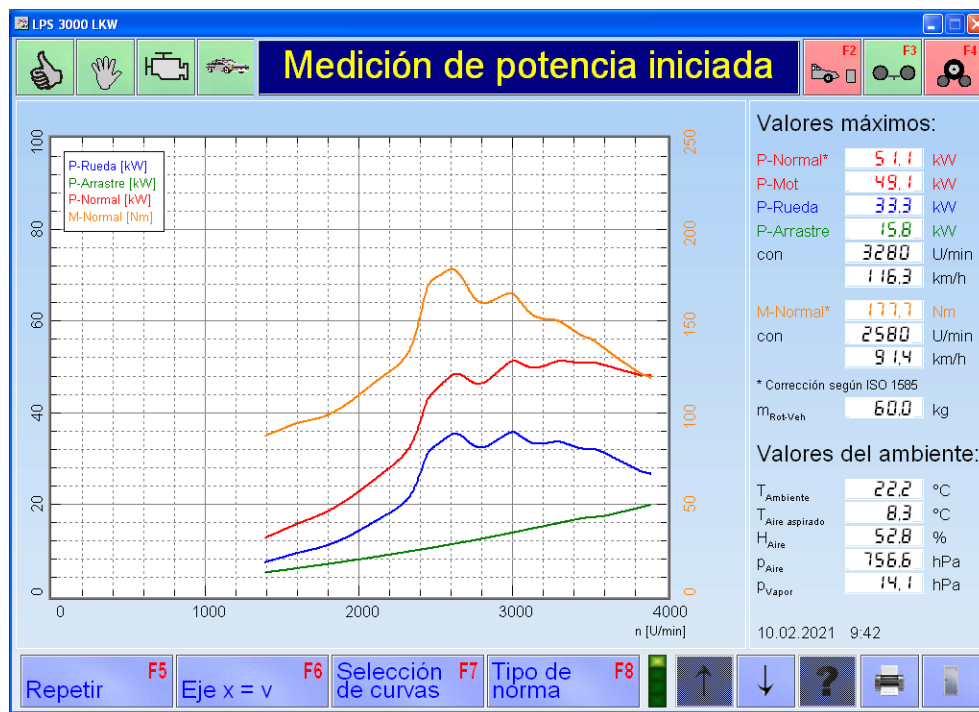 LPS 3000 LKW
Medición de potencia iniciada
F2
F3
F4
100
80
60
40
20
0
250
200
150
100
50
0
P-Rueda [kW]
P-Arrastre [kW]
P-Normal [kW]
M-Normal [Nm]
0 1000 2000 3000 4000
n [U/min]
Valores máximos:
P-Normal* 51,1 kW
P-Mot 49,1 kW
P-Rueda 33,3 kW
P-Arrastre 15,8 kW
con 3280 U/min
116,3 km/h
M-Normal* 177,7 Nm
con 2580 U/min
91,4 km/h
* Corrección según ISO 1585
mRot-Veh 60,0 kg
Valores del ambiente:
TAmbiente 22,2 °C
TAire aspirado 8,3 °C
HAire 52,8 %
pAire 756,6 hPa
pVapor 14,1 hPa
10.02.2021 9:42
Repetir F5
Eje x = v F6
Selección F7
de curvas
Tipo de F8
norma
?